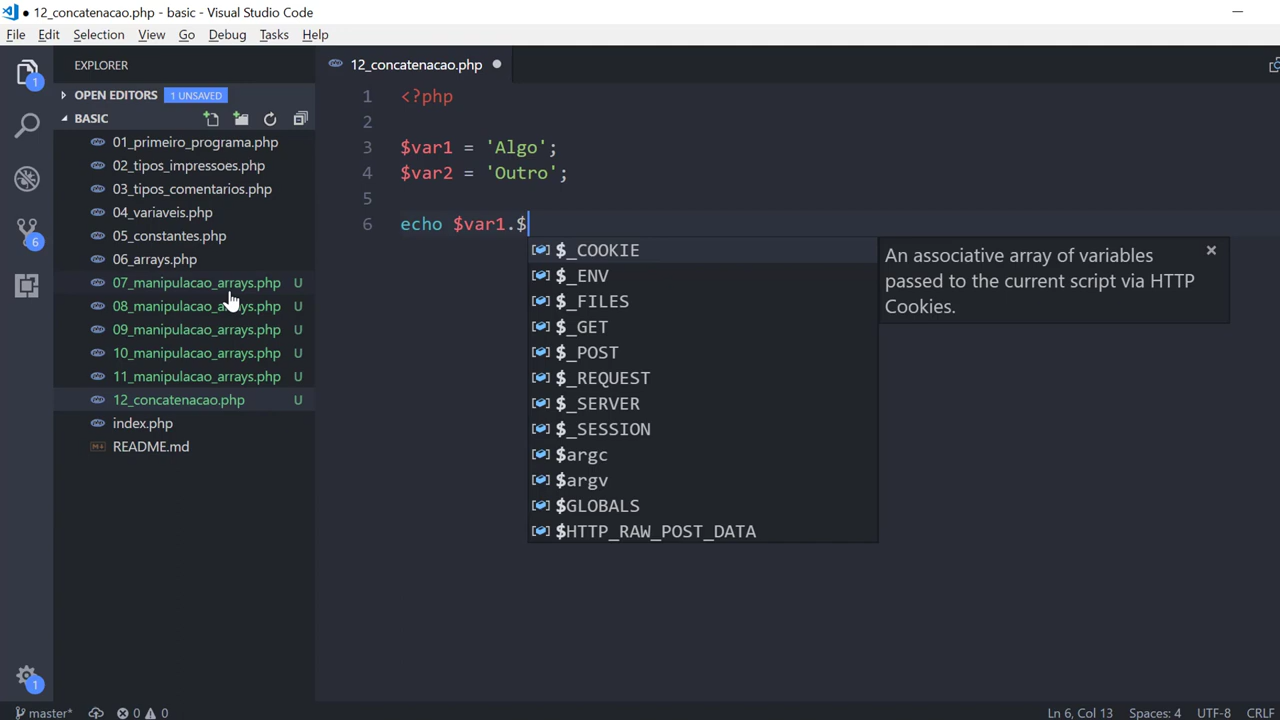 ● 12_concatenacao.php - basic - Visual Studio Code
File Edit Selection View Go Debug Tasks Help
EXPLORER
OPEN EDITORS 1 UNSAVED
BASIC
01_primeiro_programa.php
02_tipos_impressoes.php
03_tipos_comentarios.php
04_variaveis.php
05_constantes.php
06_arrays.php
07_manipulacao_arrays.php U
08_manipulacao_arrays.php U
09_manipulacao_arrays.php U
10_manipulacao_arrays.php U
11_manipulacao_arrays.php U
12_concatenacao.php U
index.php
README.md
1
6
1
12_concatenacao.php ●
1 <?php
2
3 $var1 = 'Algo';
4 $var2 = 'Outro';
5
6 echo $var1.$
$_COOKIE
$_ENV
$_FILES
$_GET
$_POST
$_REQUEST
$_SERVER
$_SESSION
$argc
$argv
$GLOBALS
$HTTP_RAW_POST_DATA
An associative array of variables
passed to the current script via HTTP
Cookies.
master* 0 0 Ln 6, Col 13 Spaces: 4 UTF-8 CRLF